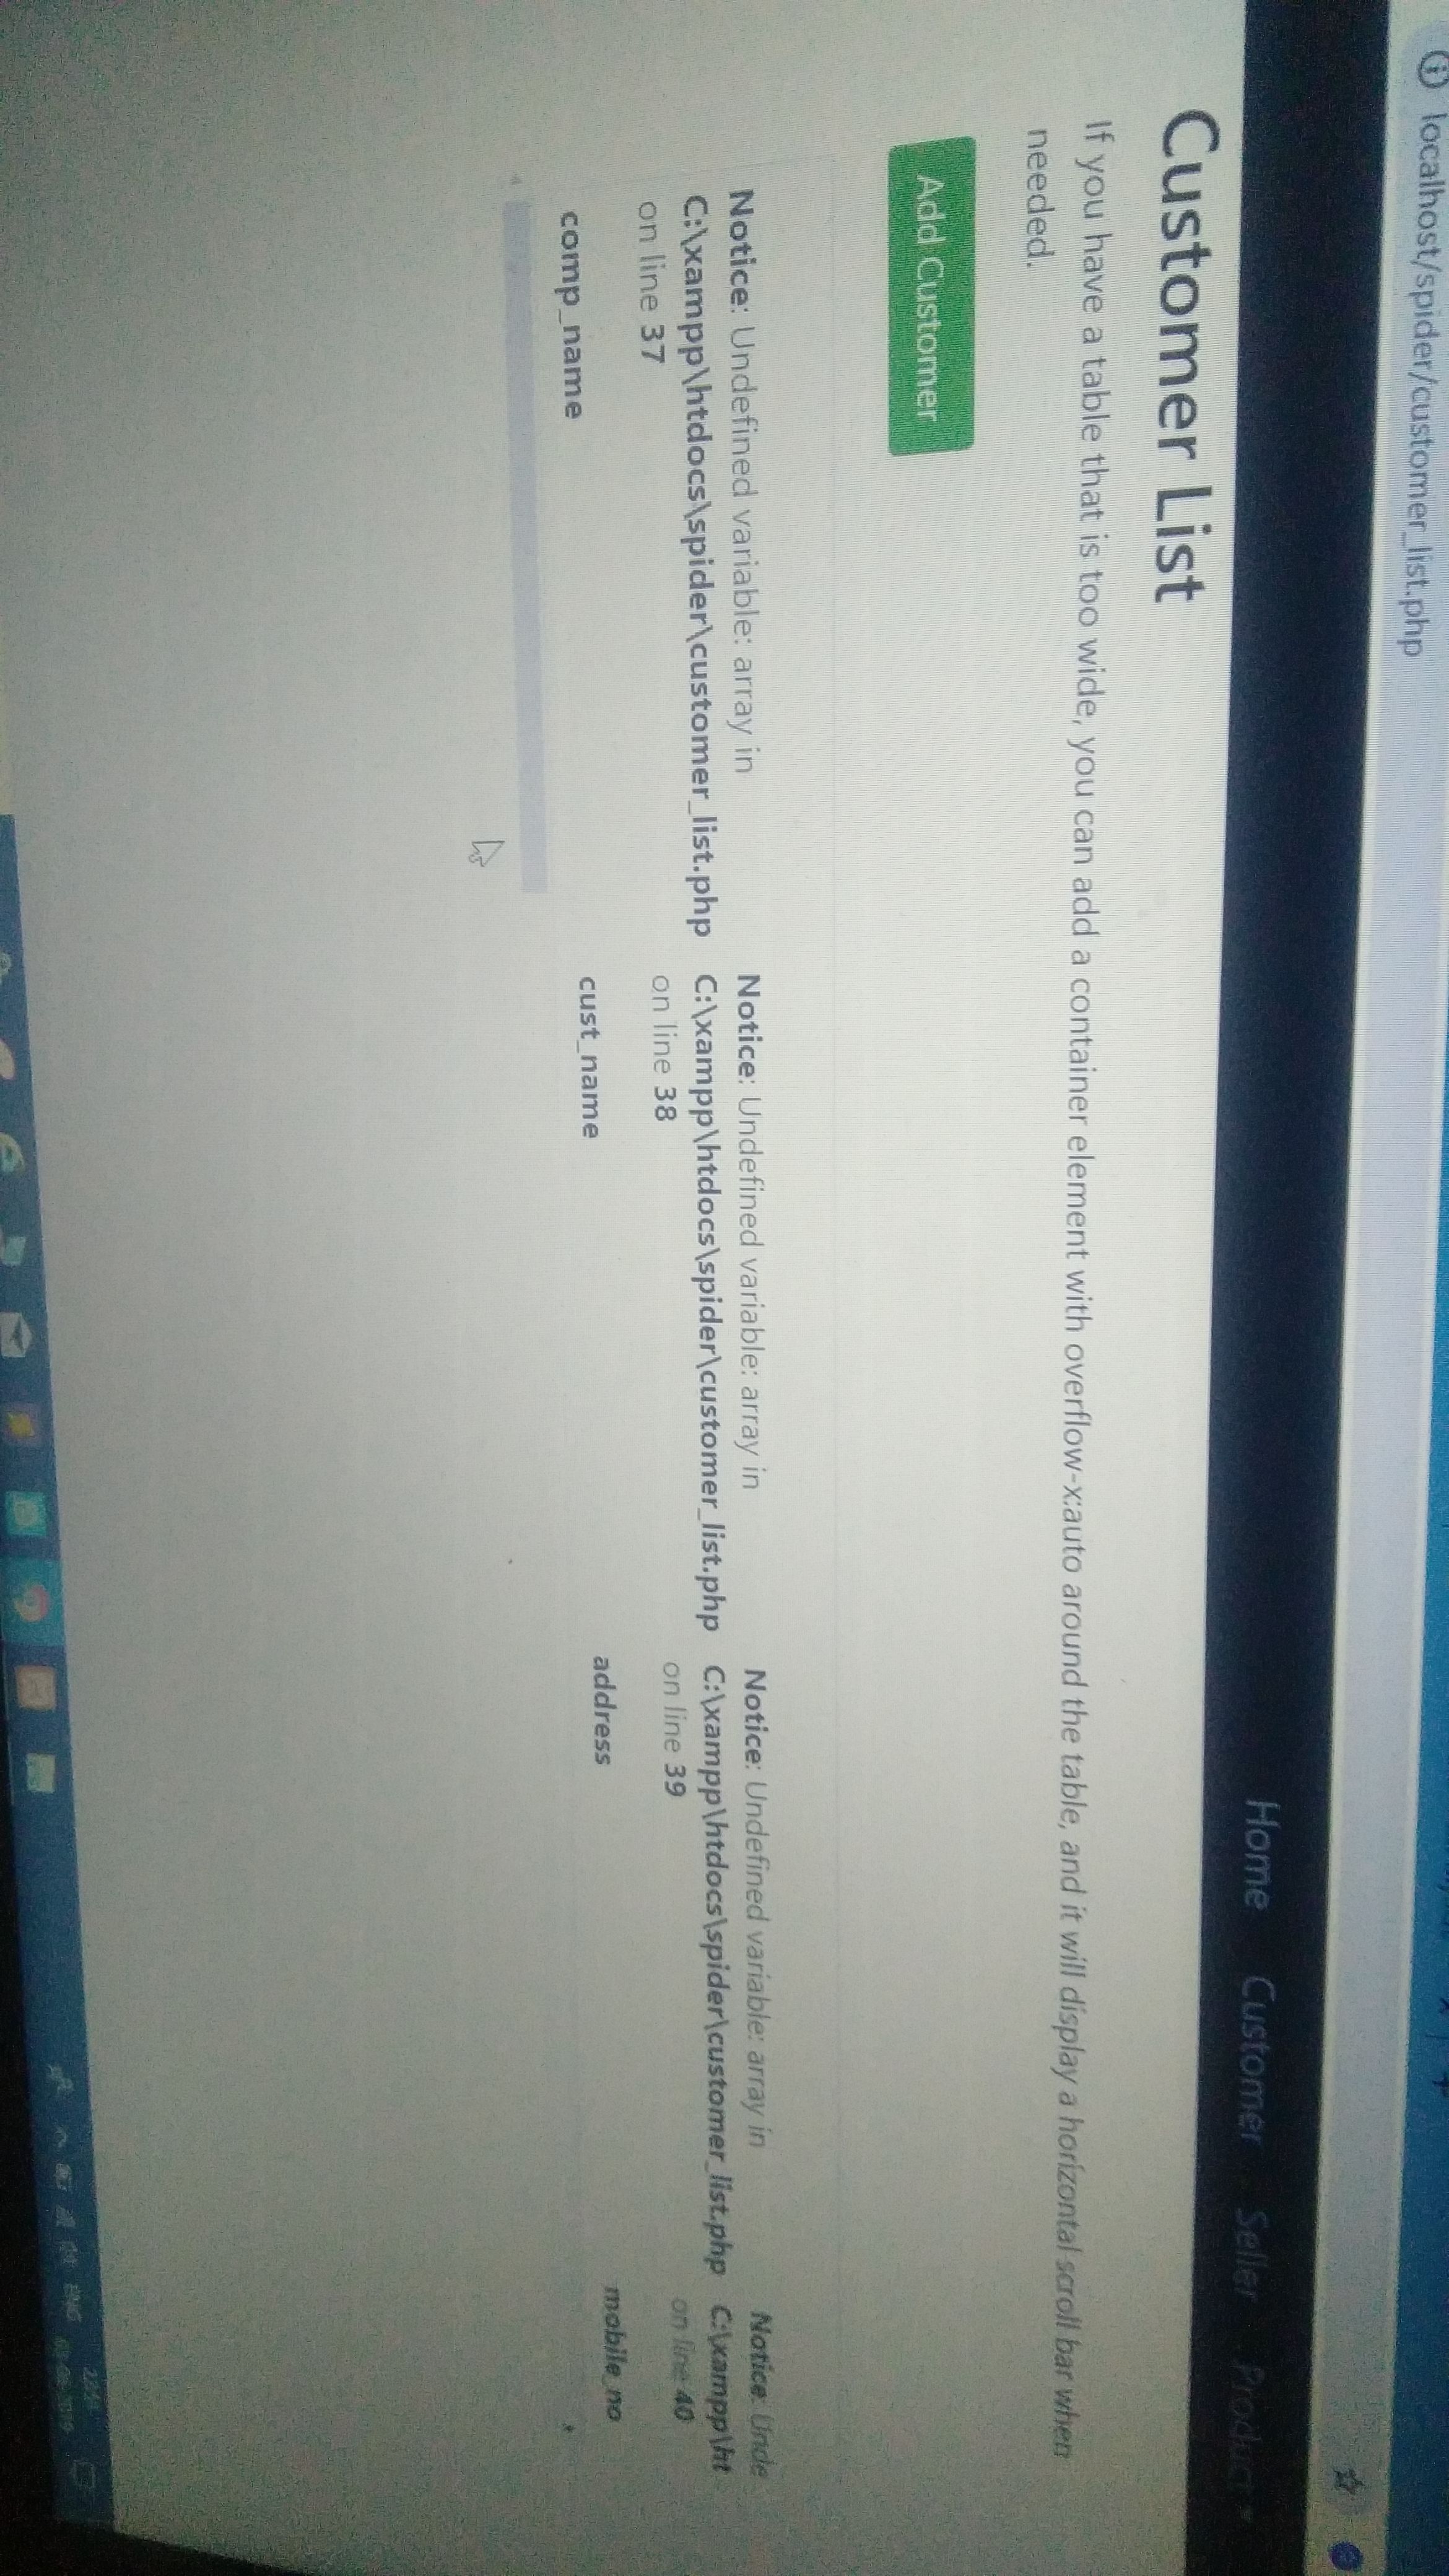 localhost/spider/customer_list.php
Home Customer Seller Product
Customer List
If you have a table that is too wide, you can add a container element with overflow-x:auto around the table, and it will display a horizontal scroll bar when
needed.
Add Customer
Notice: Undefined variable: array in
C:\xampp\htdocs\spider\customer_list.php
on line 37
comp_name
Notice: Undefined variable: array in
C:\xampp\htdocs\spider\customer_list.php
on line 38
cust_name
Notice: Undefined variable: array in
C:\xampp\htdocs\spider\customer_list.php
on line 39
address
Notice: Unde
C:\xampp\ht
on line 40
mobile_no
ENG